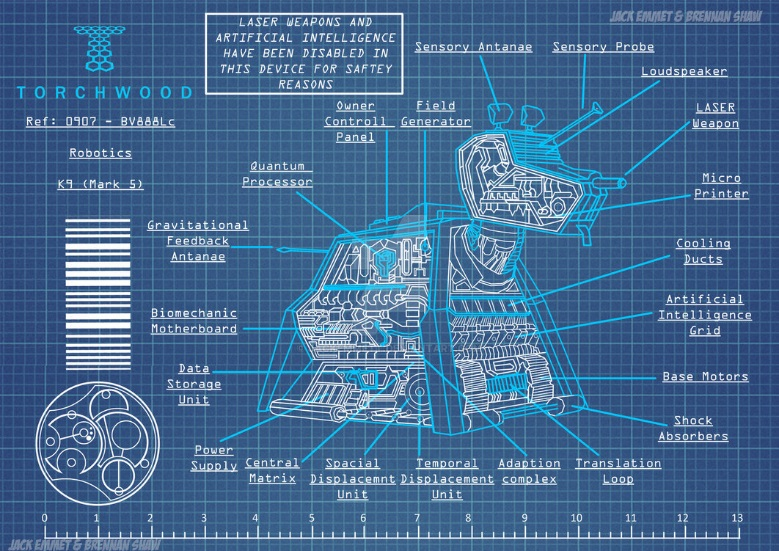 JACK EMMET & BRENNAN SHAW
LASER WEAPONS AND
ARTIFICIAL INTELLIGENCE
HAVE BEEN DISABLED IN
THIS DEVICE FOR SAFTEY
REASONS
TORCHWOOD
Ref: 0907 - BV888Lc
Robotics
K9 (Mark 5)
Sensory Antanae
Sensory Probe
Loudspeaker
LASER
Weapon
Micro
Printer
Owner
Controll
Panel
Field
Generator
Quantum
Processor
Gravitational
Feedback
Antanae
Biomechanic
Motherboard
Data
Storage
Unit
Cooling
Ducts
Artificial
Intelligence
Grid
Base Motors
Shock
Absorbers
Power
Supply
Central
Matrix
Spacial
Displacemnt
Unit
Temporal
Displacement
Unit
Adaption
complex
Translation
Loop
0 1 2 3 4 5 6 7 8 9 10 11 12 13
JACK EMMET & BRENNAN SHAW